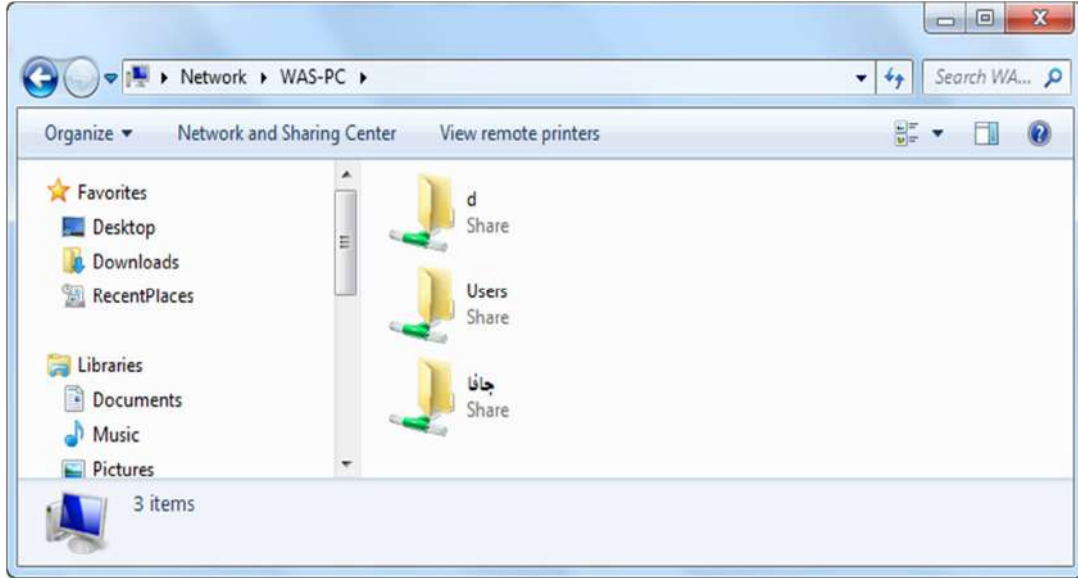 Network WAS-PC
Search WA...
Organize Network and Sharing Center View remote printers
Favorites
Desktop
Downloads
RecentPlaces
Libraries
Documents
Music
Pictures
d
Share
Users
Share
جافا
Share
3 items